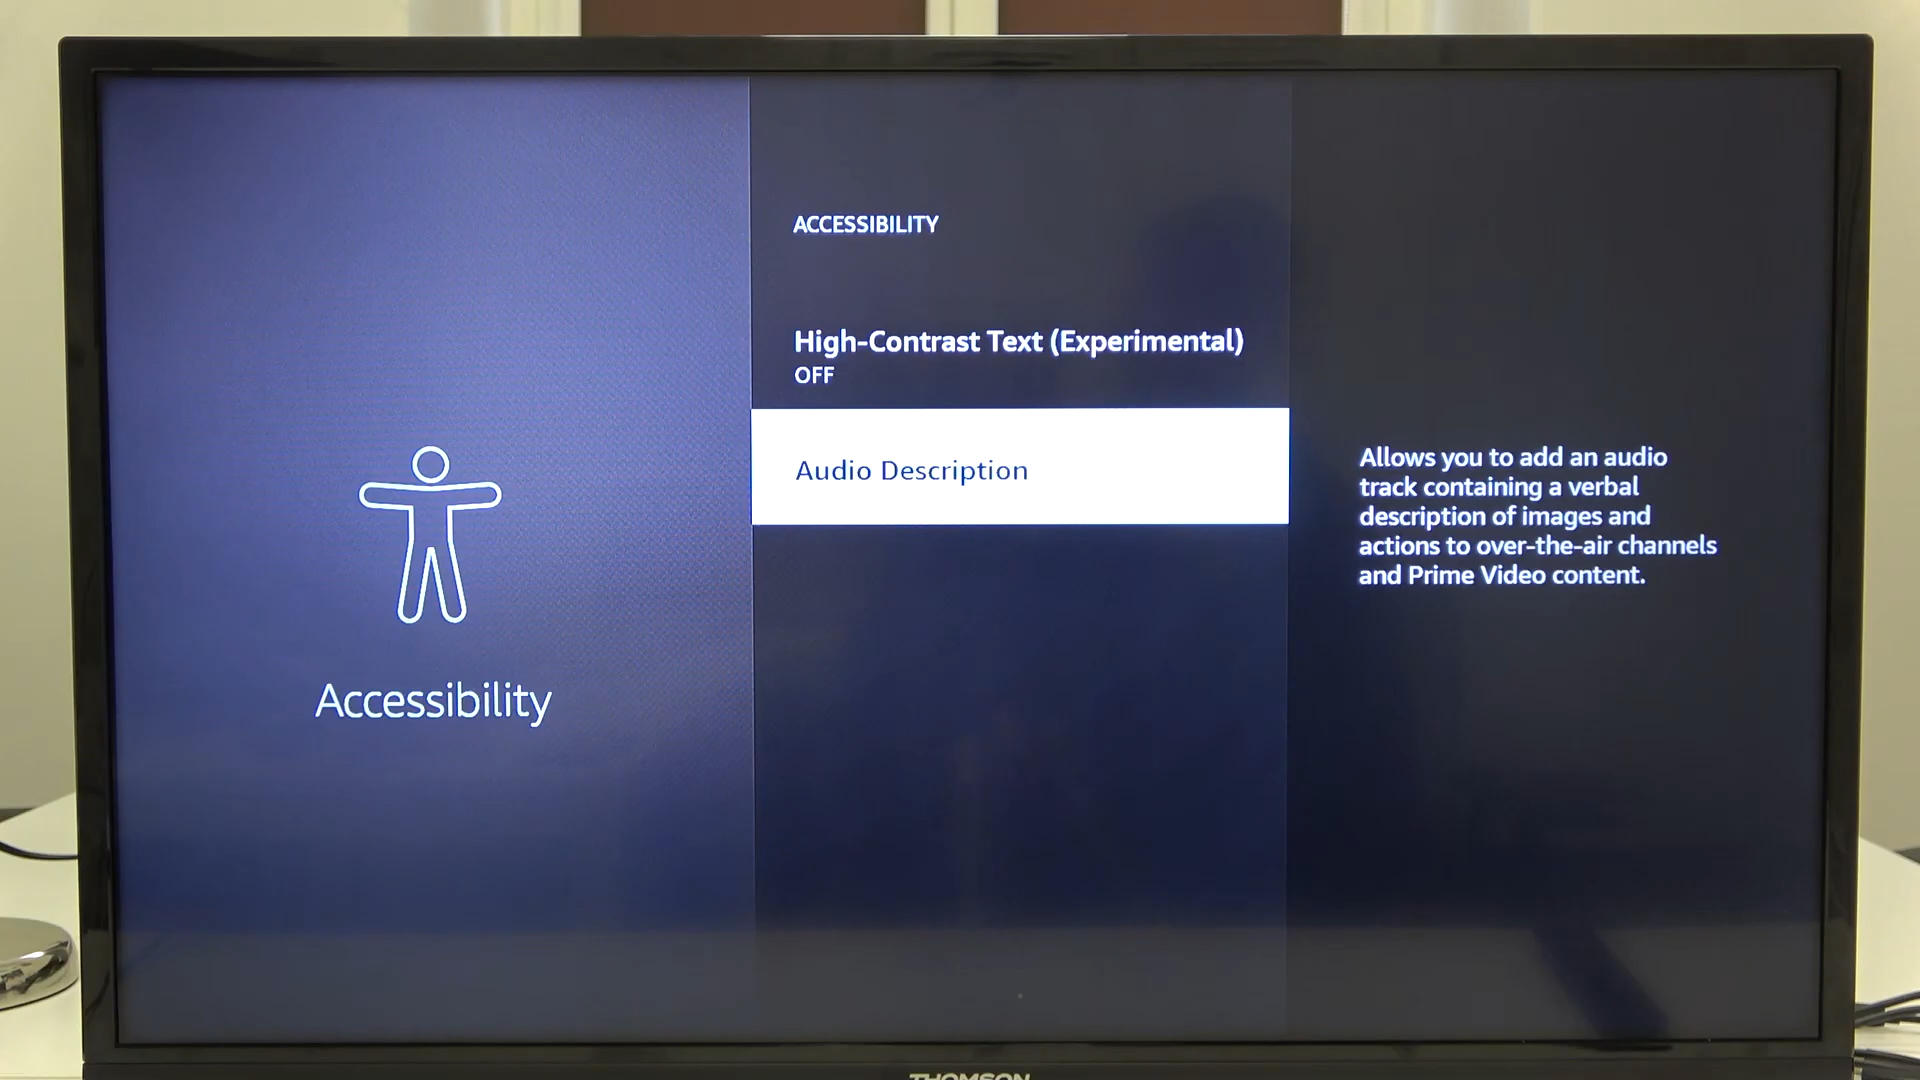 ACCESSIBILITY
High-Contrast Text (Experimental)
OFF
Audio Description
Accessibility
Allows you to add an audio
track containing a verbal
description of images and
actions to over-the-air channels
and Prime Video content.
THOMSON